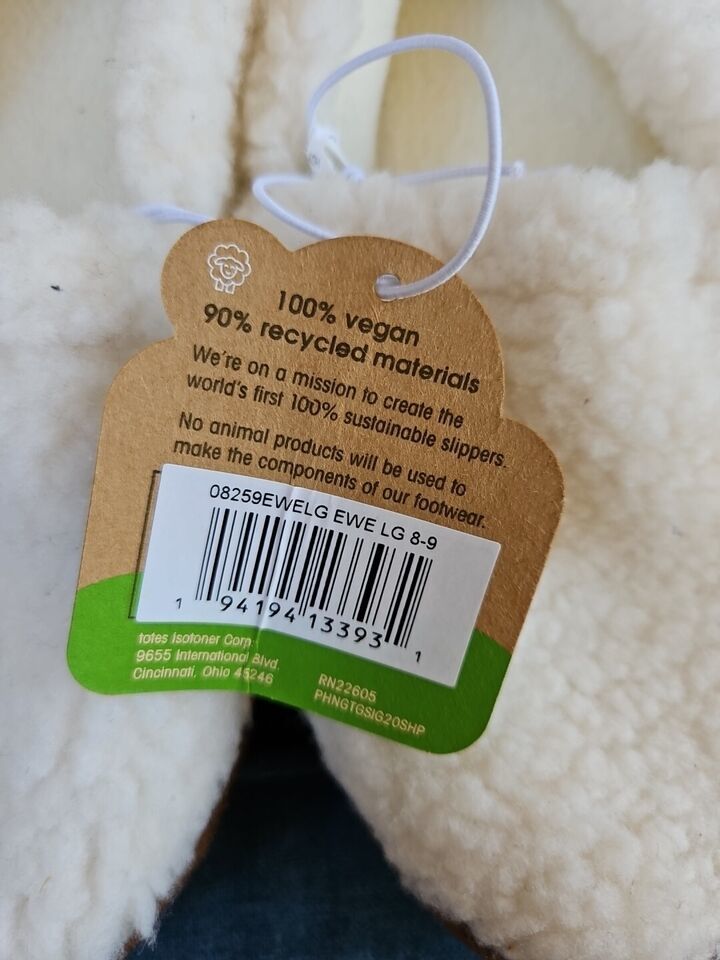 100% vegan
90% recycled materials
We're on a mission to create the
world's first 100% sustainable slippers.
No animal products will be used to
make the components of our footwear.
08259EWELG EWE LG 8-9
1 94194 13393 1
totes Isotoner Corp.
9655 International Blvd.
Cincinnati, Ohio 45246
RN22605
PHNGTGSIG20SHP